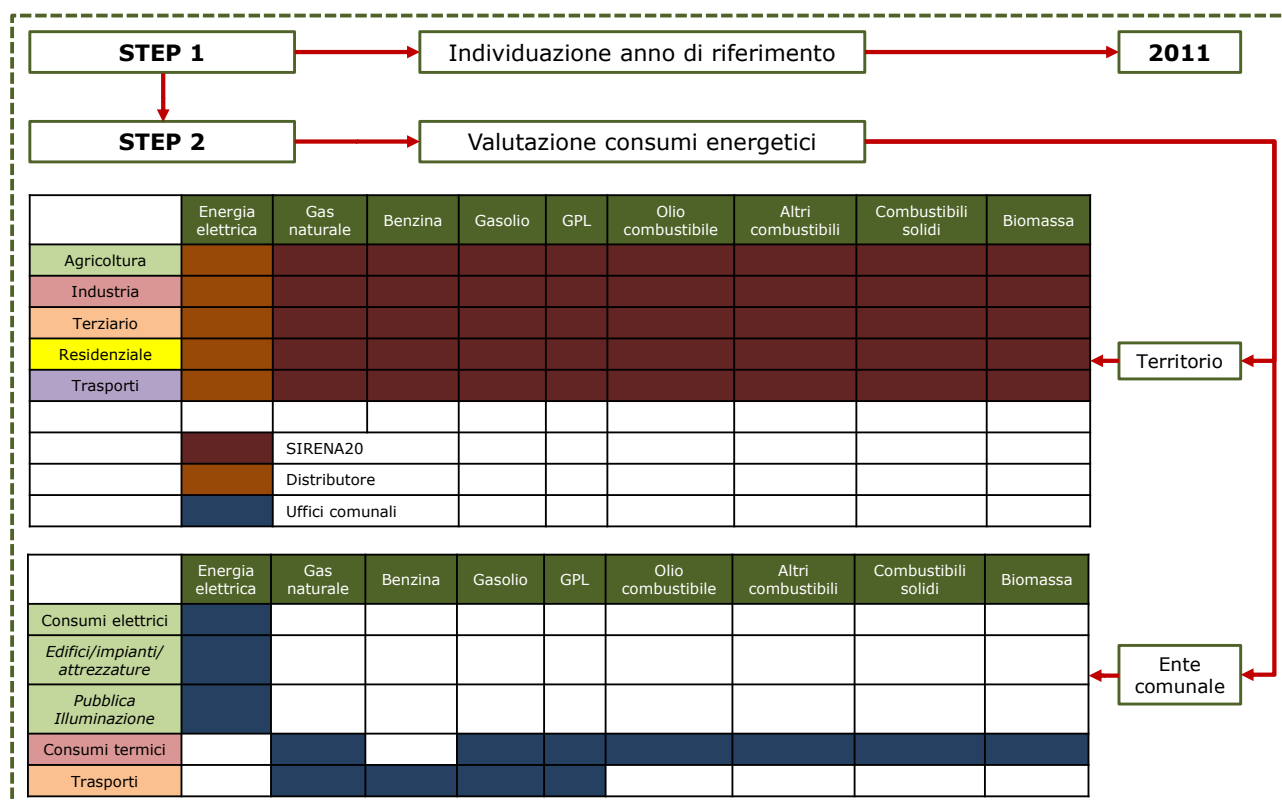 STEP 1
Individuazione anno di riferimento
2011
STEP 2
Valutazione consumi energetici
Energia
elettrica
Gas
naturale
Benzina
Gasolio
GPL
Olio
combustibile
Altri
combustibili
Combustibili
solidi
Biomassa
Agricoltura
Industria
Terziario
Residenziale
Trasporti
Territorio
SIRENA20
Distributore
Uffici comunali
Energia
elettrica
Gas
naturale
Benzina
Gasolio
GPL
Olio
combustibile
Altri
combustibili
Combustibili
solidi
Biomassa
Consumi elettrici
Edifici/impianti/
attrezzature
Pubblica
Illuminazione
Consumi termici
Trasporti
Ente
comunale